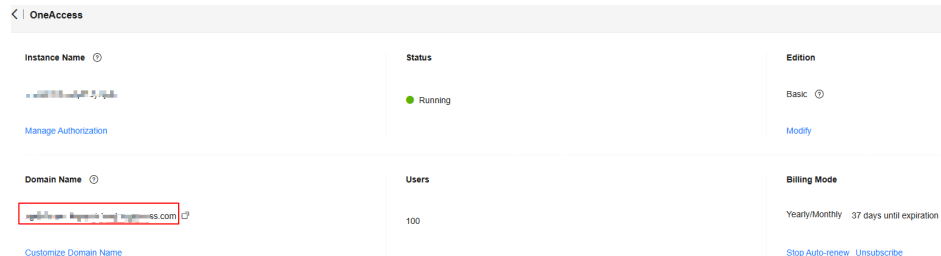 OneAccess
Instance Name Status Edition
Running Basic
Manage Authorization Modify
Domain Name Users Billing Mode
ss.com 100 Yearly/Monthly 37 days until expiration
Customize Domain Name Stop Auto-renew Unsubscribe